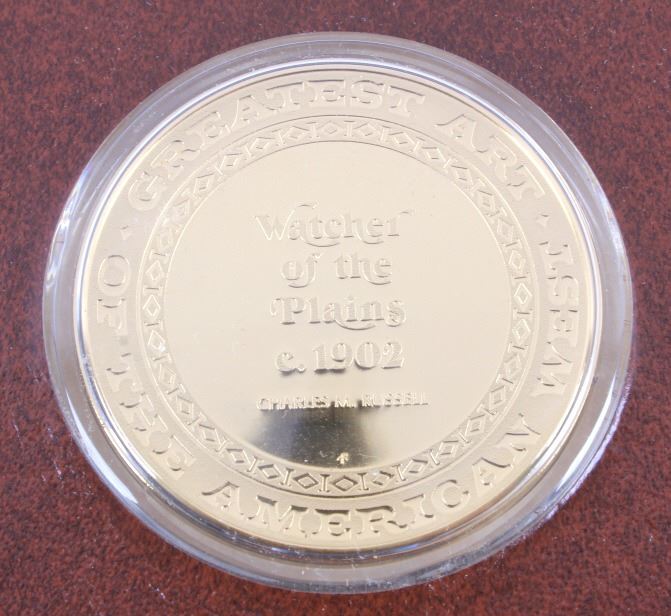 GREATEST ART · OF THE AMERICAN WEST ·
Watcher
of the
Plains
c. 1902
CHARLES M. RUSSELL